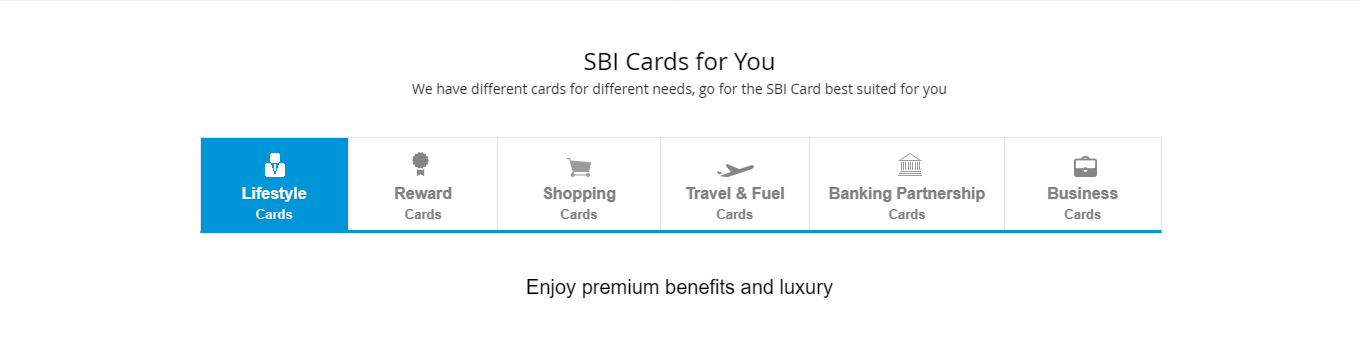 SBI Cards for You
We have different cards for different needs, go for the SBI Card best suited for you
Lifestyle
Cards
Reward
Cards
Shopping
Cards
Travel & Fuel
Cards
Banking Partnership
Cards
Business
Cards
Enjoy premium benefits and luxury